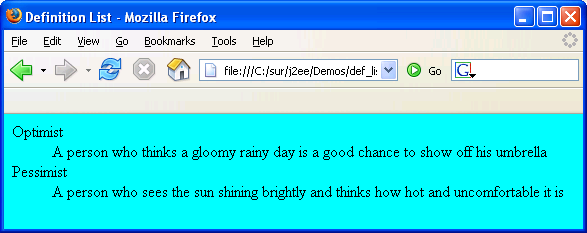 Definition List - Mozilla Firefox
File Edit View Go Bookmarks Tools Help
file:///C:/sur/j2ee/Demos/def_lis Go G
Optimist
A person who thinks a gloomy rainy day is a good chance to show off his umbrella
Pessimist
A person who sees the sun shining brightly and thinks how hot and uncomfortable it is